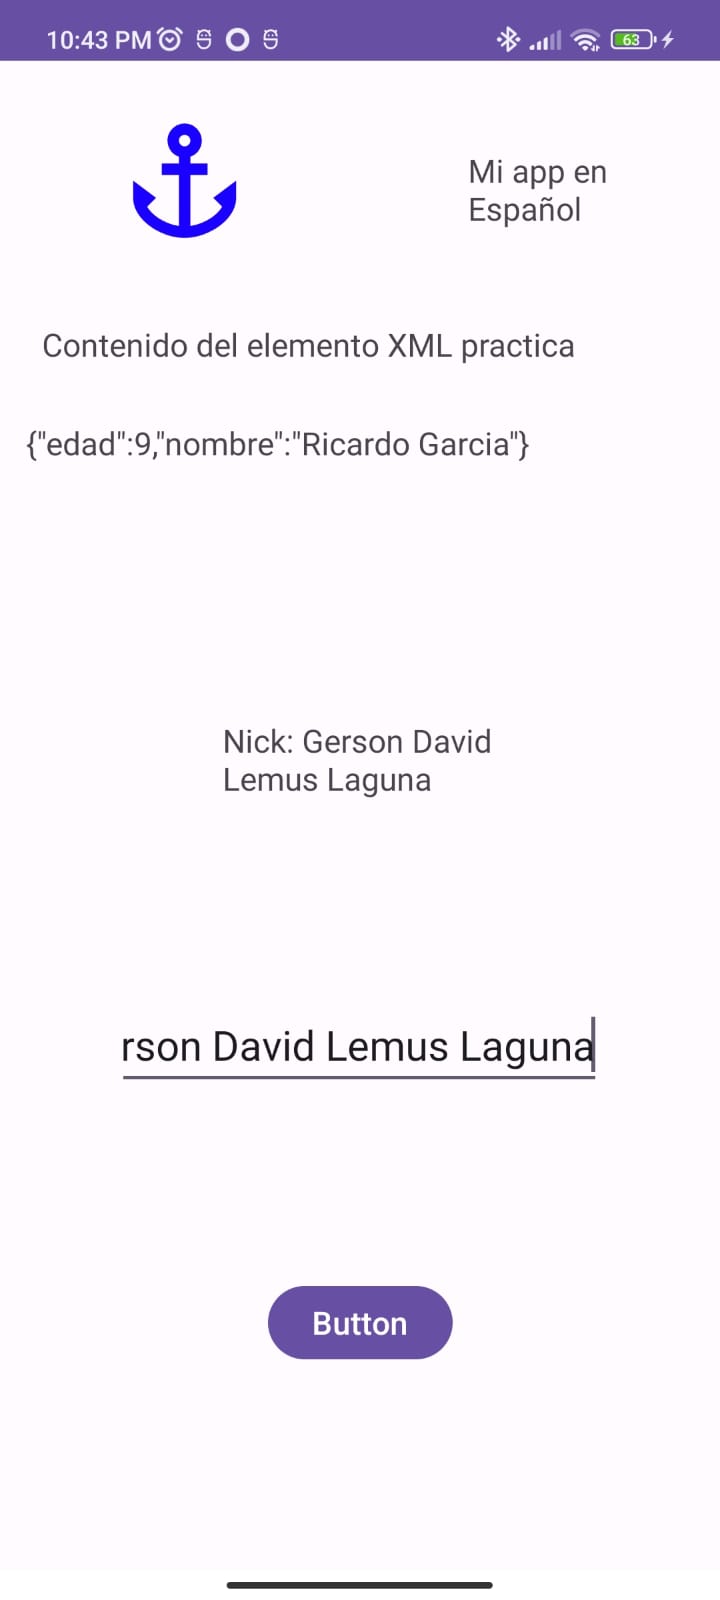 10:43 PM
63
Mi app en
Español
Contenido del elemento XML practica
{"edad":9,"nombre":"Ricardo Garcia"}
Nick: Gerson David
Lemus Laguna
rson David Lemus Laguna
Button